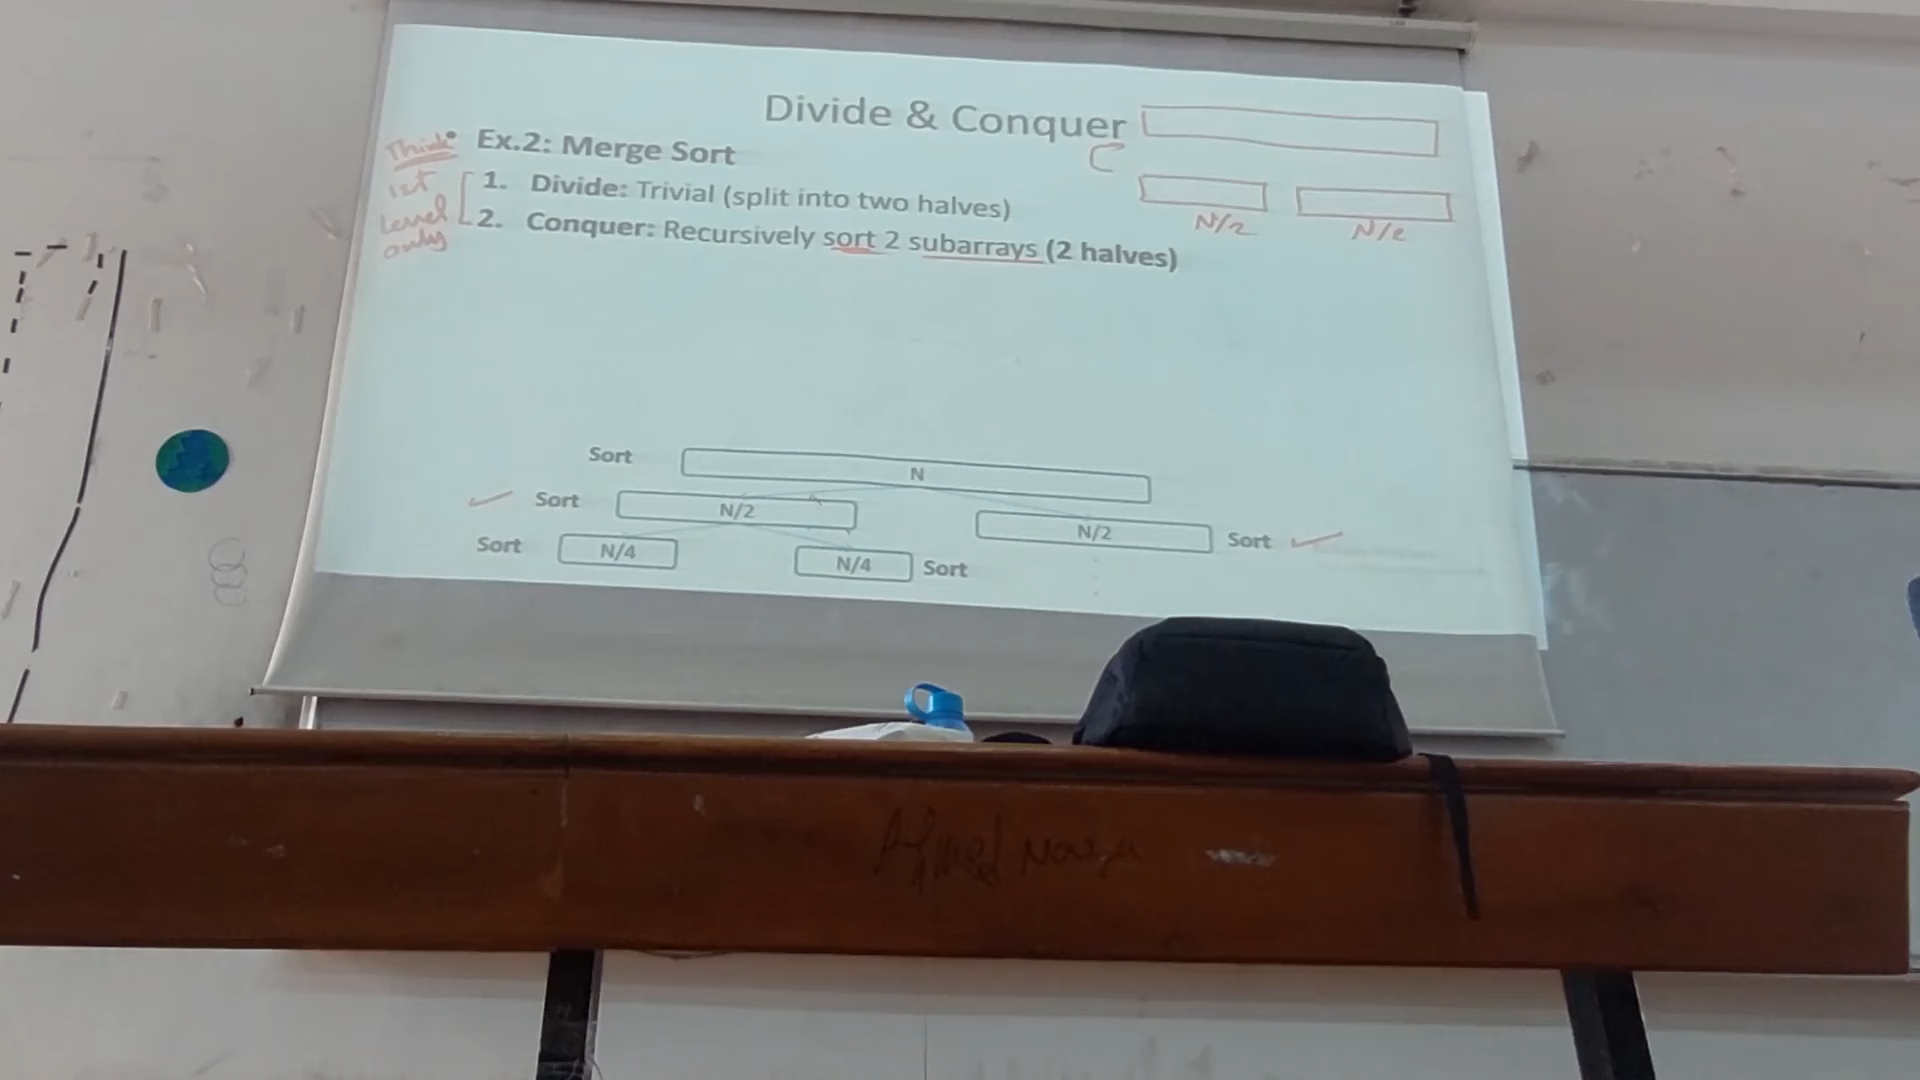 Divide & Conquer
Think
1st
level
only
• Ex.2: Merge Sort
1. Divide: Trivial (split into two halves)
2. Conquer: Recursively sort 2 subarrays (2 halves)
C
N/2
N/2
Sort
N
Sort
N/2
N/2
Sort
Sort
N/4
N/4
Sort